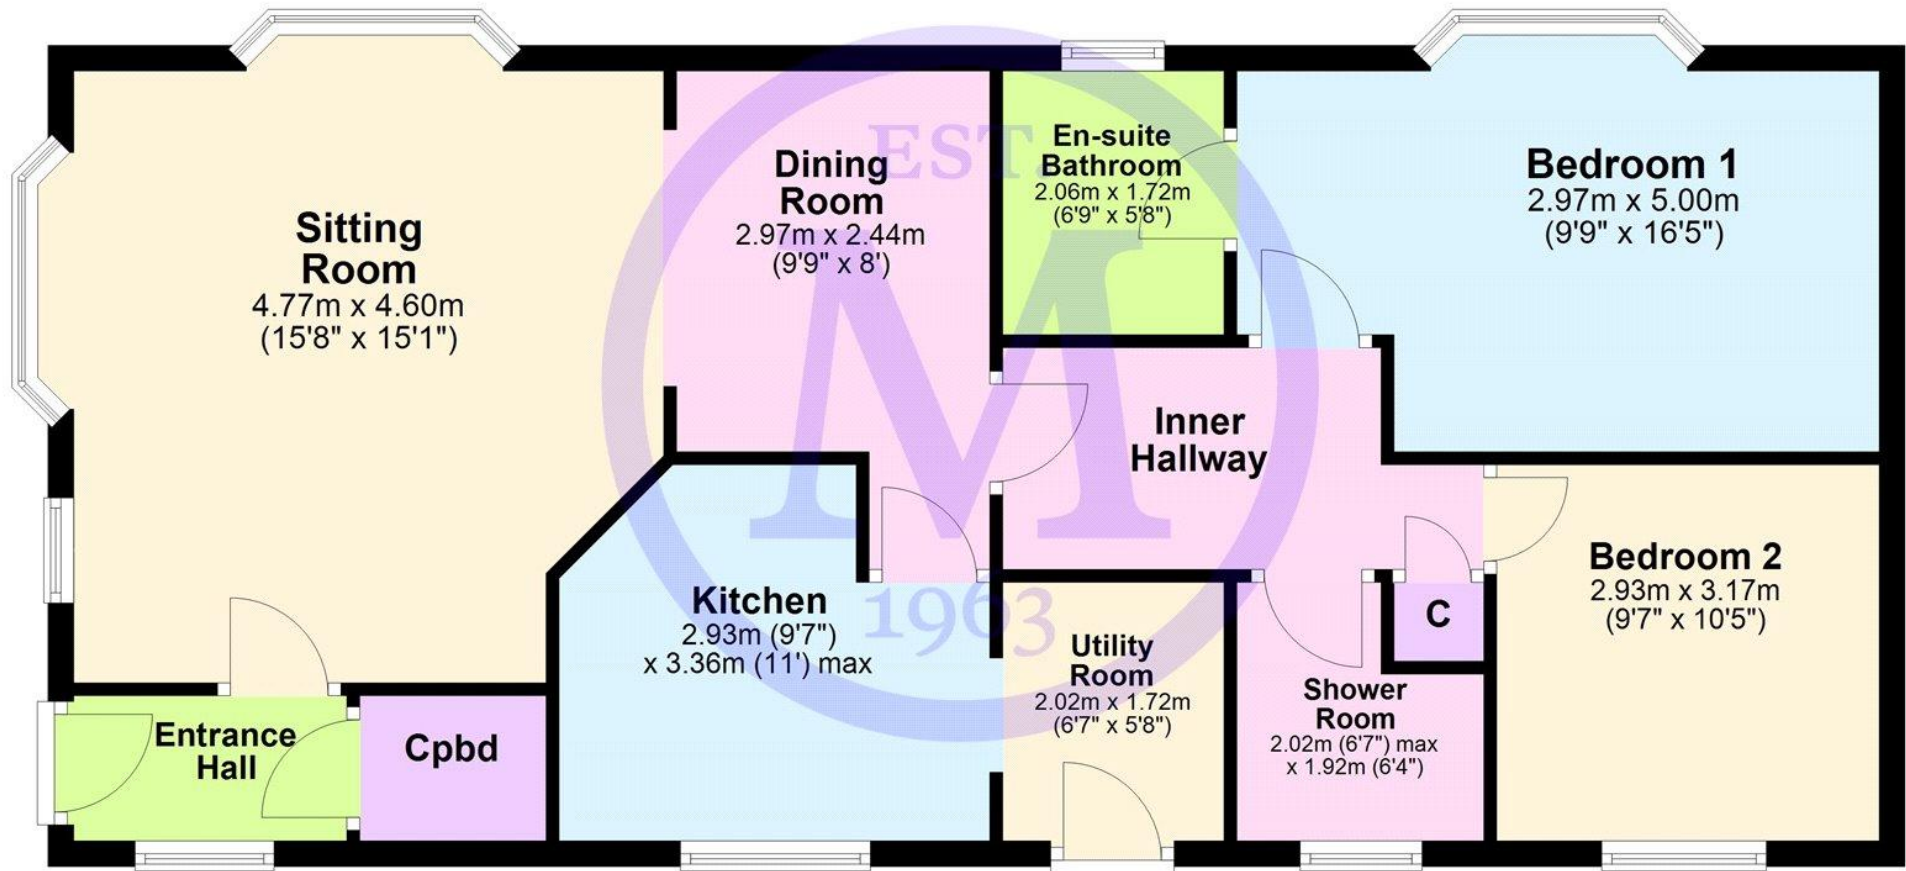 Sitting
Room
4.77m x 4.60m
(15'8" x 15'1")
Dining
Room
2.97m x 2.44m
(9'9" x 8')
En-suite
Bathroom
2.06m x 1.72m
(6'9" x 5'8")
Bedroom 1
2.97m x 5.00m
(9'9" x 16'5")
Inner
Hallway
Kitchen
2.93m (9'7")
x 3.36m (11') max
Utility
Room
2.02m x 1.72m
(6'7" x 5'8")
Shower
Room
2.02m (6'7") max
x 1.92m (6'4")
C
Bedroom 2
2.93m x 3.17m
(9'7" x 10'5")
Entrance
Hall
Cpbd
EST.
M
1963